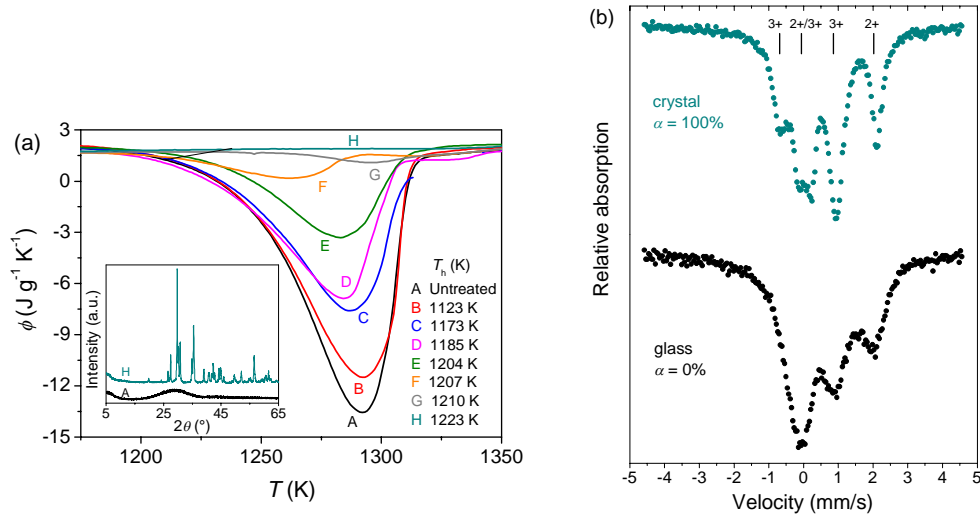 (a)
ϕ (J g⁻¹ K⁻¹)
3
0
-3
-6
-9
-12
-15
H
F
G
E
D
C
B
A
T_h (K)
A Untreated
B 1123 K
C 1173 K
D 1185 K
E 1204 K
F 1207 K
G 1210 K
H 1223 K
Intensity (a.u.)
H
A
5 25 45 65
2θ (°)
1200 1250 1300 1350
T (K)
(b)
3+ 2+/3+ 3+ 2+
crystal
α = 100%
Relative absorption
glass
α = 0%
-5 -4 -3 -2 -1 0 1 2 3 4 5
Velocity (mm/s)